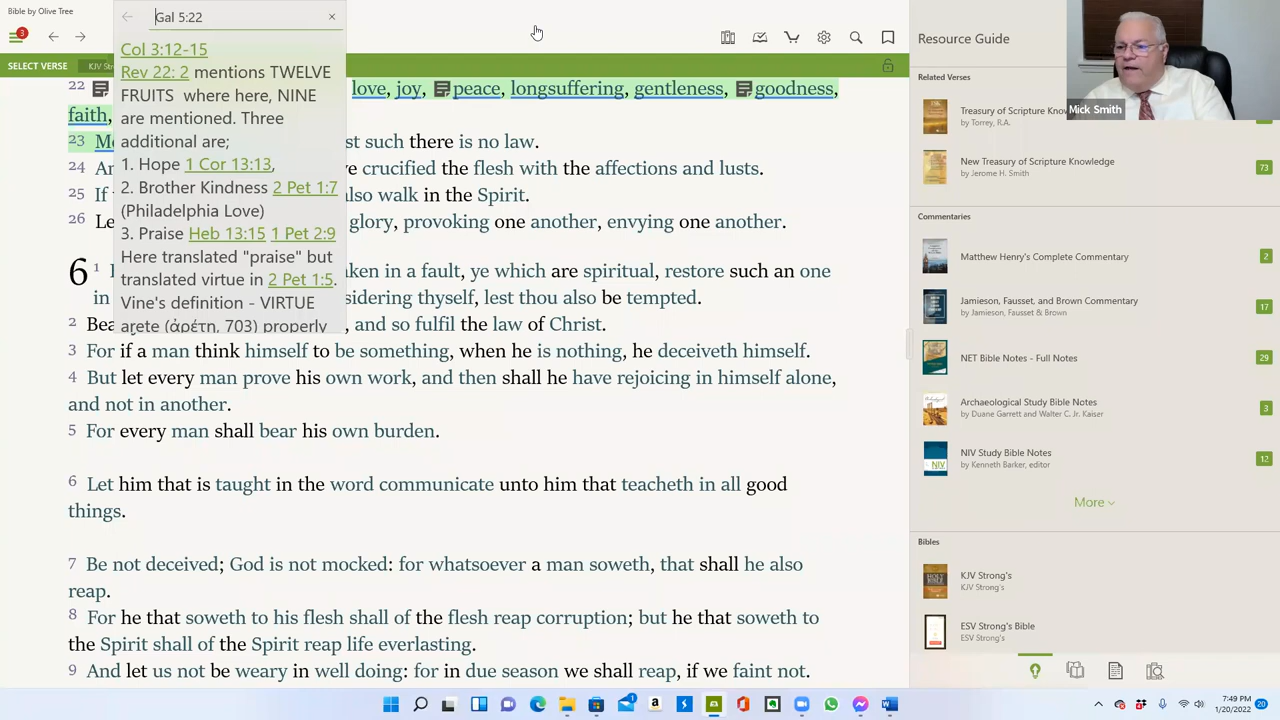 Bible by Olive Tree
3
SELECT VERSE
KJV Str
Gal 5:22
Col 3:12-15
Rev 22: 2 mentions TWELVE
FRUITS where here, NINE
are mentioned. Three
additional are;
1. Hope 1 Cor 13:13,
2. Brother Kindness 2 Pet 1:7
(Philadelphia Love)
3. Praise Heb 13:15 1 Pet 2:9
Here translated "praise" but
translated virtue in 2 Pet 1:5.
Vine's definition - VIRTUE
arete (ἀρέτη, 703) properly
22 love, joy, peace, longsuffering, gentleness, goodness,
faith,
23 Me st such there is no law.
24 An ve crucified the flesh with the affections and lusts.
25 If also walk in the Spirit.
26 Le glory, provoking one another, envying one another.
6 1 aken in a fault, ye which are spiritual, restore such an one
in sidering thyself, lest thou also be tempted.
2 Bea , and so fulfil the law of Christ.
3 For if a man think himself to be something, when he is nothing, he deceiveth himself.
4 But let every man prove his own work, and then shall he have rejoicing in himself alone,
and not in another.
5 For every man shall bear his own burden.
6 Let him that is taught in the word communicate unto him that teacheth in all good
things.
7 Be not deceived; God is not mocked: for whatsoever a man soweth, that shall he also
reap.
8 For he that soweth to his flesh shall of the flesh reap corruption; but he that soweth to
the Spirit shall of the Spirit reap life everlasting.
9 And let us not be weary in well doing: for in due season we shall reap, if we faint not.
Resource Guide
Mick Smith
Related Verses
Treasury of Scripture Know
by Torrey, R.A.
New Treasury of Scripture Knowledge
by Jerome H. Smith
73
Commentaries
Matthew Henry's Complete Commentary
2
Jamieson, Fausset, and Brown Commentary
by Jamieson, Fausset & Brown
17
NET Bible Notes - Full Notes
29
Archaeological Study Bible Notes
by Duane Garrett and Walter C. Jr. Kaiser
3
NIV Study Bible Notes
by Kenneth Barker, editor
12
More
Bibles
KJV Strong's
KJV Strong's
ESV Strong's Bible
ESV Strong's
7:49 PM
1/20/2022
20